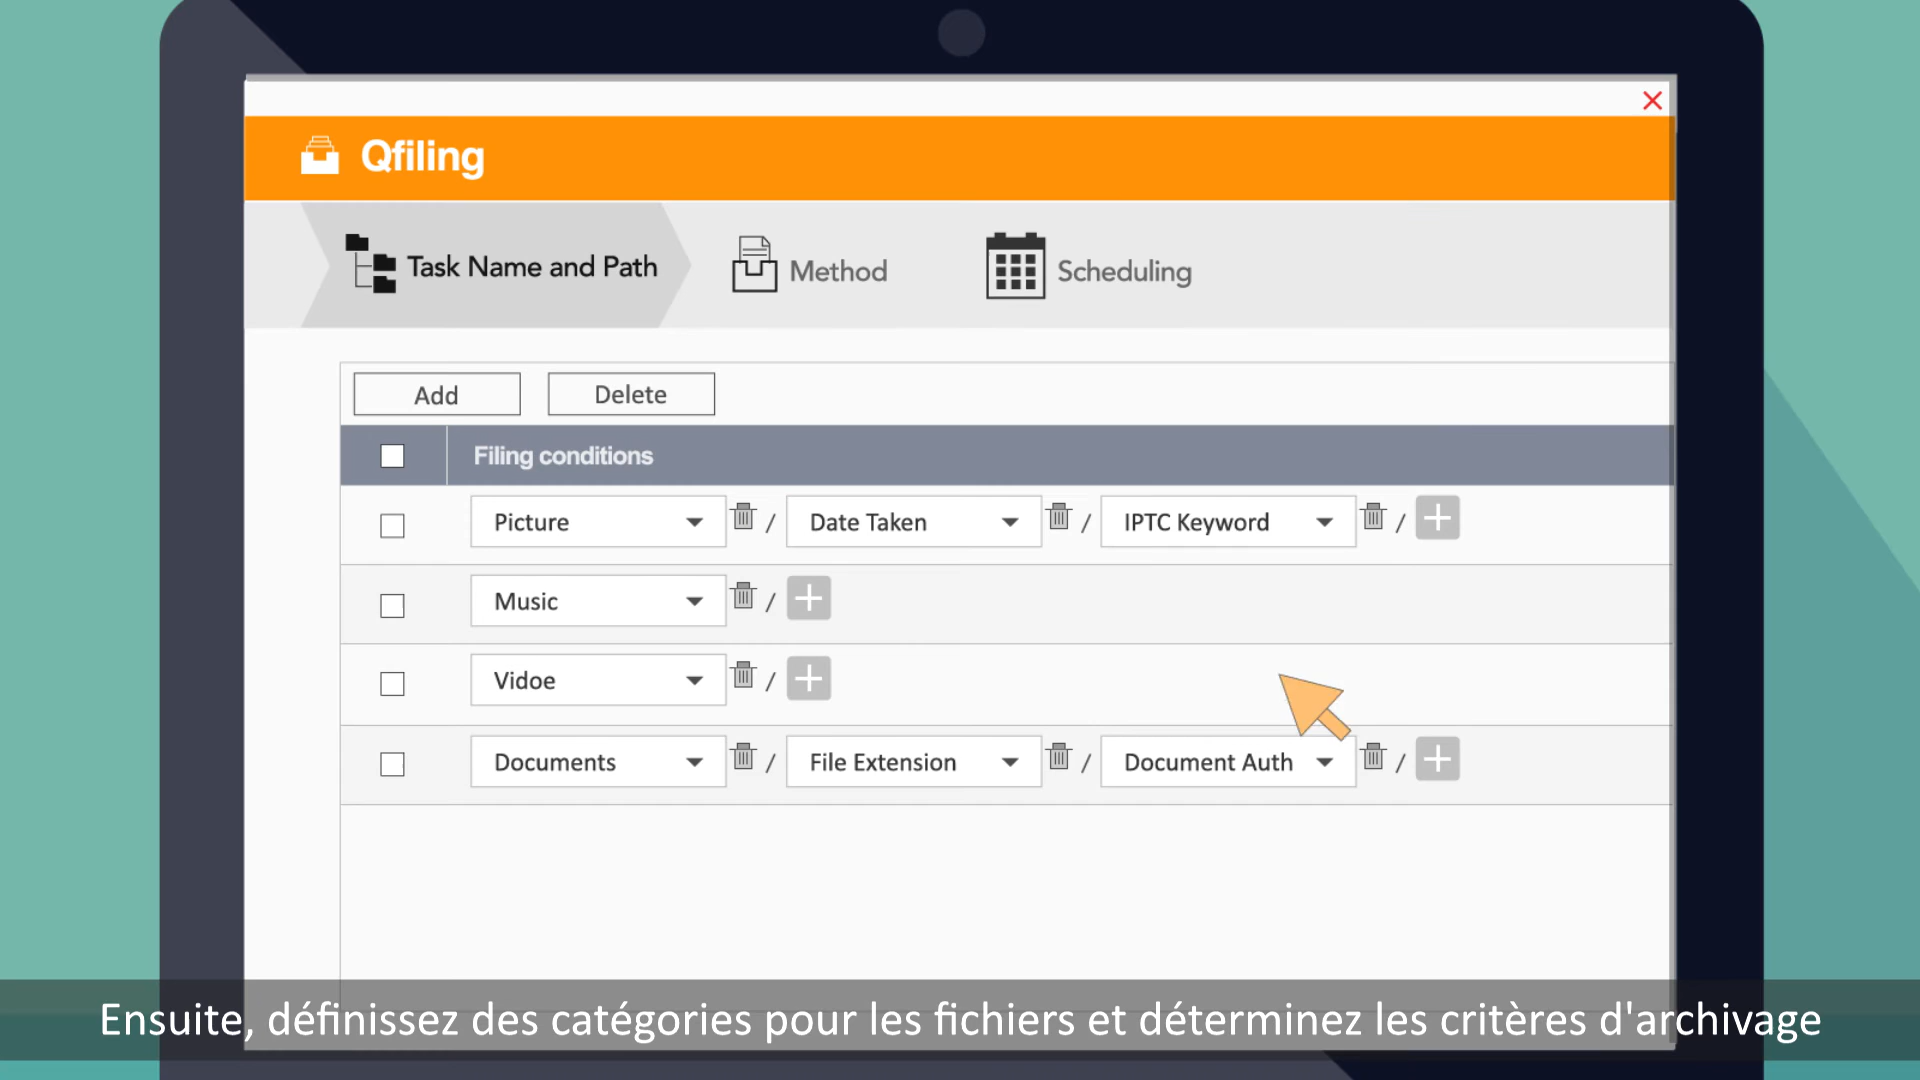 Qfiling
Task Name and Path
Method
Scheduling
Add
Delete
Filing conditions
Picture / Date Taken / IPTC Keyword /
Music /
Vidoe /
Documents / File Extension / Document Auth /
Ensuite, définissez des catégories pour les fichiers et déterminez les critères d'archivage